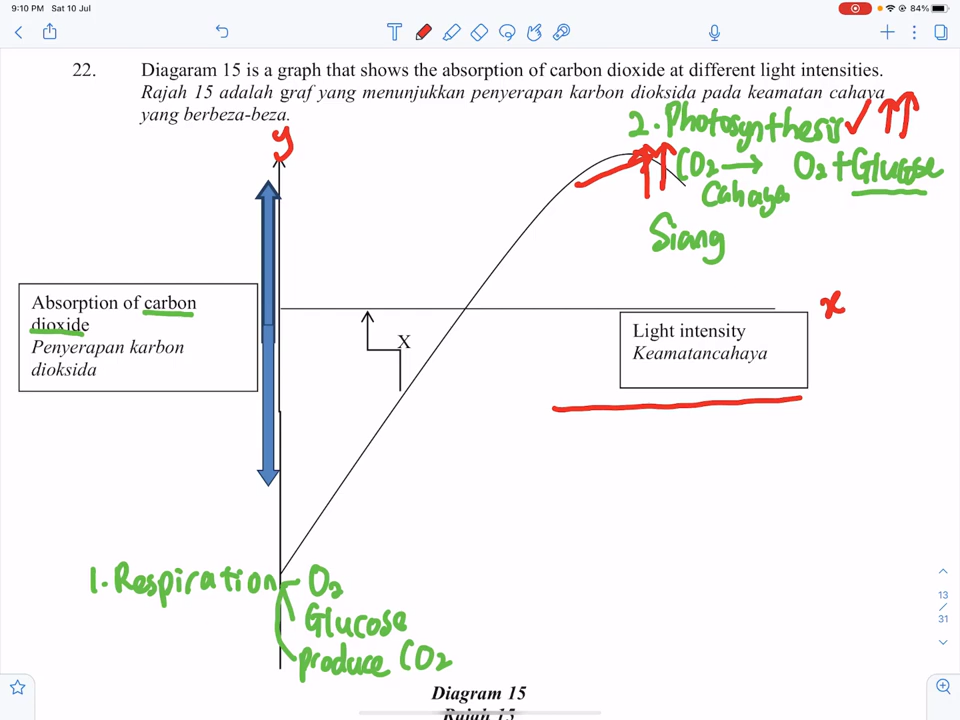 9:10 PM Sat 10 Jul
84%
T
22. Diagaram 15 is a graph that shows the absorption of carbon dioxide at different light intensities.
Rajah 15 adalah graf yang menunjukkan penyerapan karbon dioksida pada keamatan cahaya
yang berbeza-beza.
y
2. Photosynthesis ✓ ↑↑
CO2 → O2 + Glucose
Cahaya
Siang
Absorption of carbon
dioxide
Penyerapan karbon
dioksida
X
x
Light intensity
Keamatancahaya
1. Respiration - O2
Glucose
produce CO2
13
/
31
Diagram 15
Rajah 15